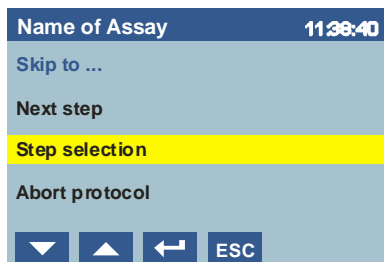 Name of Assay 11:38:40
Skip to ...
Next step
Step selection
Abort protocol
ESC